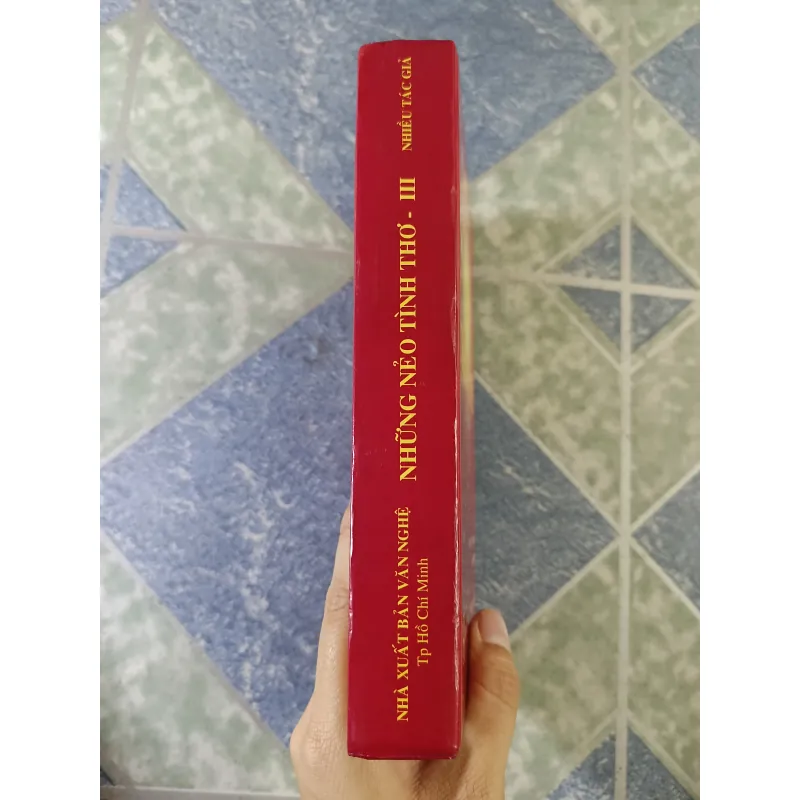 NHÀ XUẤT BẢN VĂN NGHỆ
Tp Hồ Chí Minh
NHỮNG NẺO TÌNH THƠ - III
NHIỀU TÁC GIẢ